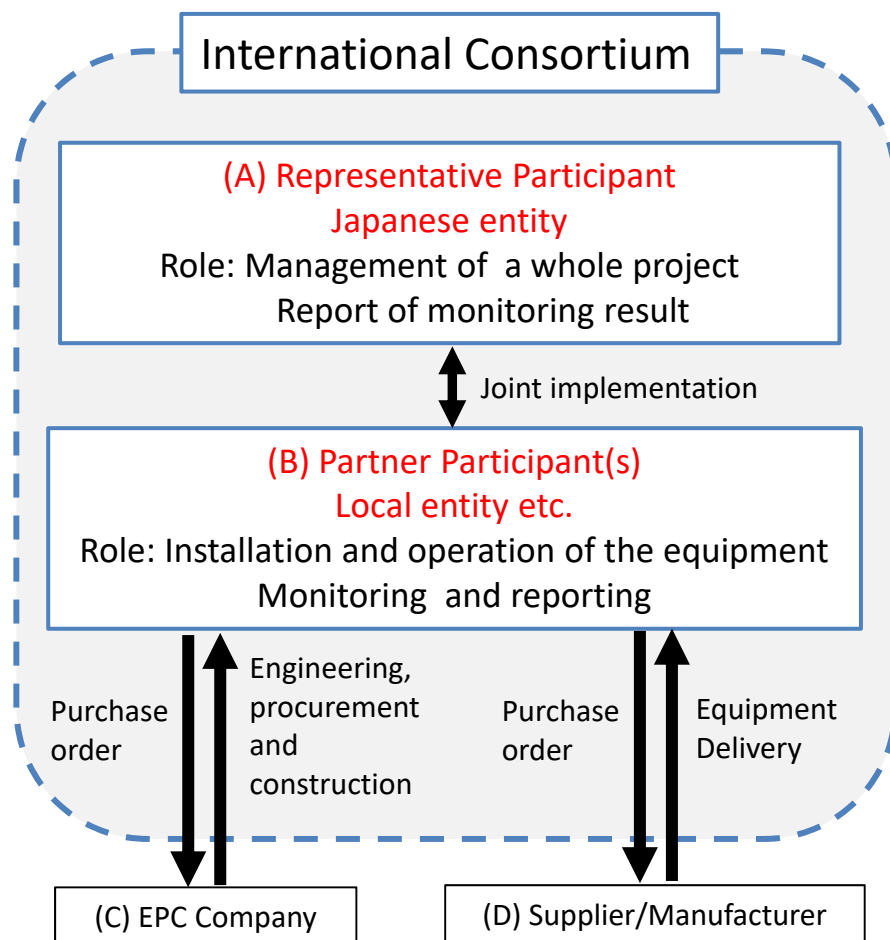 International Consortium
(A) Representative Participant
Japanese entity
Role: Management of a whole project
Report of monitoring result
Joint implementation
(B) Partner Participant(s)
Local entity etc.
Role: Installation and operation of the equipment
Monitoring and reporting
Purchase
order
Engineering,
procurement
and
construction
Purchase
order
Equipment
Delivery
(C) EPC Company
(D) Supplier/Manufacturer